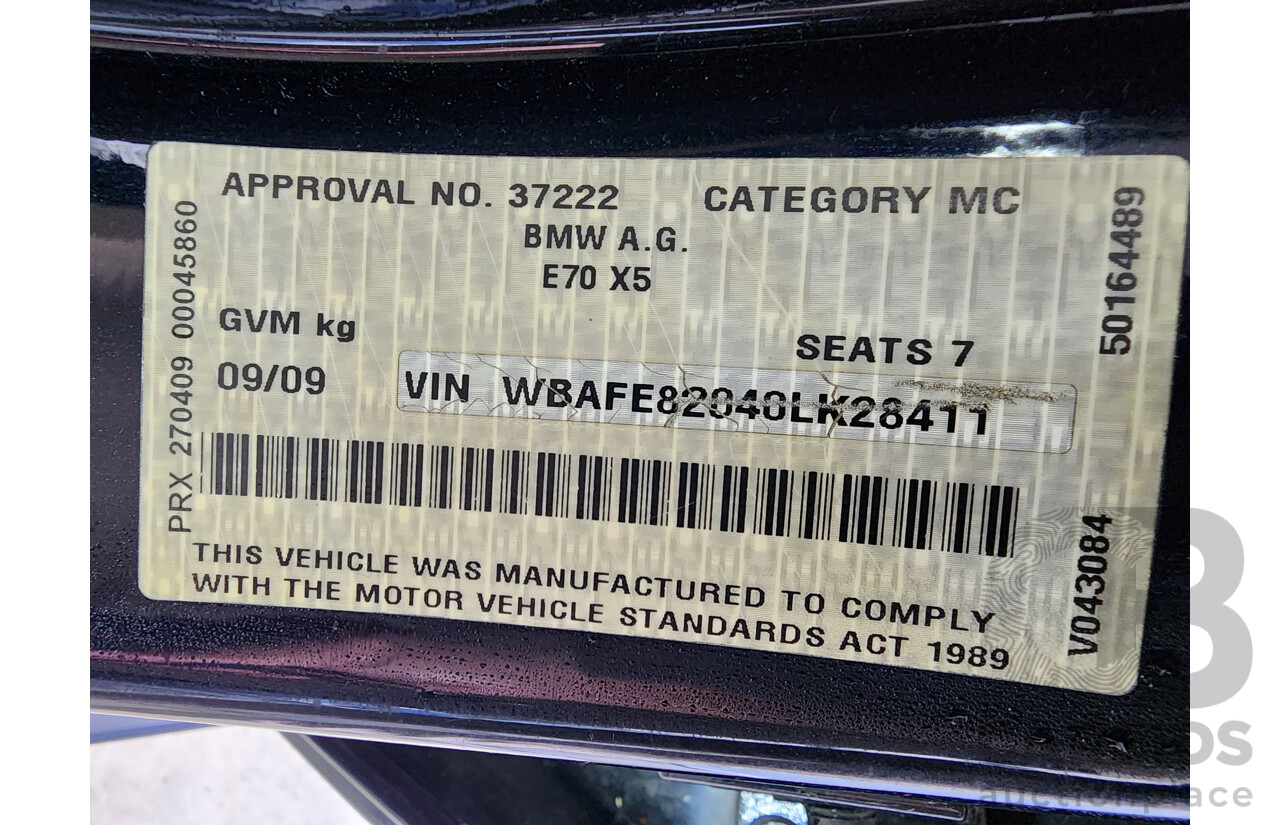 APPROVAL NO. 37222 CATEGORY MC
BMW A.G.
E70 X5
GVM kg
SEATS 7
09/09
VIN WBAFE82040LK28411
THIS VEHICLE WAS MANUFACTURED TO COMPLY
WITH THE MOTOR VEHICLE STANDARDS ACT 1989
PRX 270409 00045860
50164489
V043084